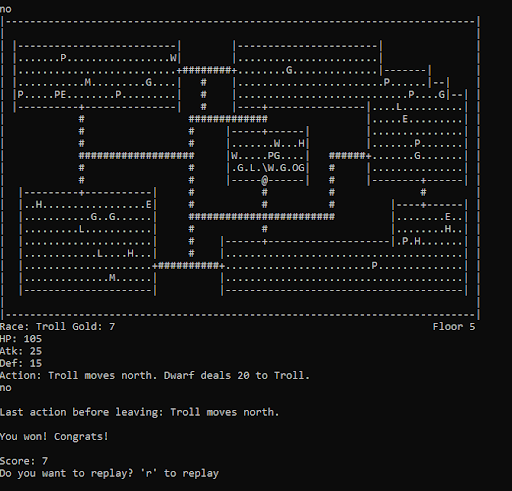 no
|-----------------------------------------------------------------------------|
|                                                                             |
| |--------------------------|        |-----------------------|               |
| |.......P.................W|        |.......................|               |
| |..........................+########+........G..............|-------|       |
| |...........M.........G....|   #    |........................P......|--|    |
| |P.....PE........P.........|   #    |............................P....G|--| |
| |----------+---------------|   #    |----+----------------|....L..........| |
|            #                 #############                |.....E.........| |
|            #                 #     |-----+------|         |...............| |
|            #                 #     |.......W...H|         |.......P.......| |
|            ###################     |W.....PG....|   ######+.......G.......| |
|            #                 #     |.G.L.\W.G.OG|   #     |...............| |
|            #                 #     |-----@------|   #     |--------+------| |
| |---------+-----------|      #           #          #              #        |
| |..H.................E|      #           #          #         |----+------| |
| |...........G..G......|      ########################         |........E..| |
| |.........L...........|      #           #                    |........H..| |
| |.....................|      #    |------+--------------------|.P.H.......| |
| |............L....H...|      #    |.......................................| |
| |.....................+##########+........................P..............| |
| |..............M......|           |.......................................| |
| |---------------------|           |---------------------------------------| |
|                                                                             |
|-----------------------------------------------------------------------------|
Race: Troll Gold: 7 Floor 5
HP: 105
Atk: 25
Def: 15
Action: Troll moves north. Dwarf deals 20 to Troll.
no
Last action before leaving: Troll moves north.
You won! Congrats!
Score: 7
Do you want to replay? 'r' to replay